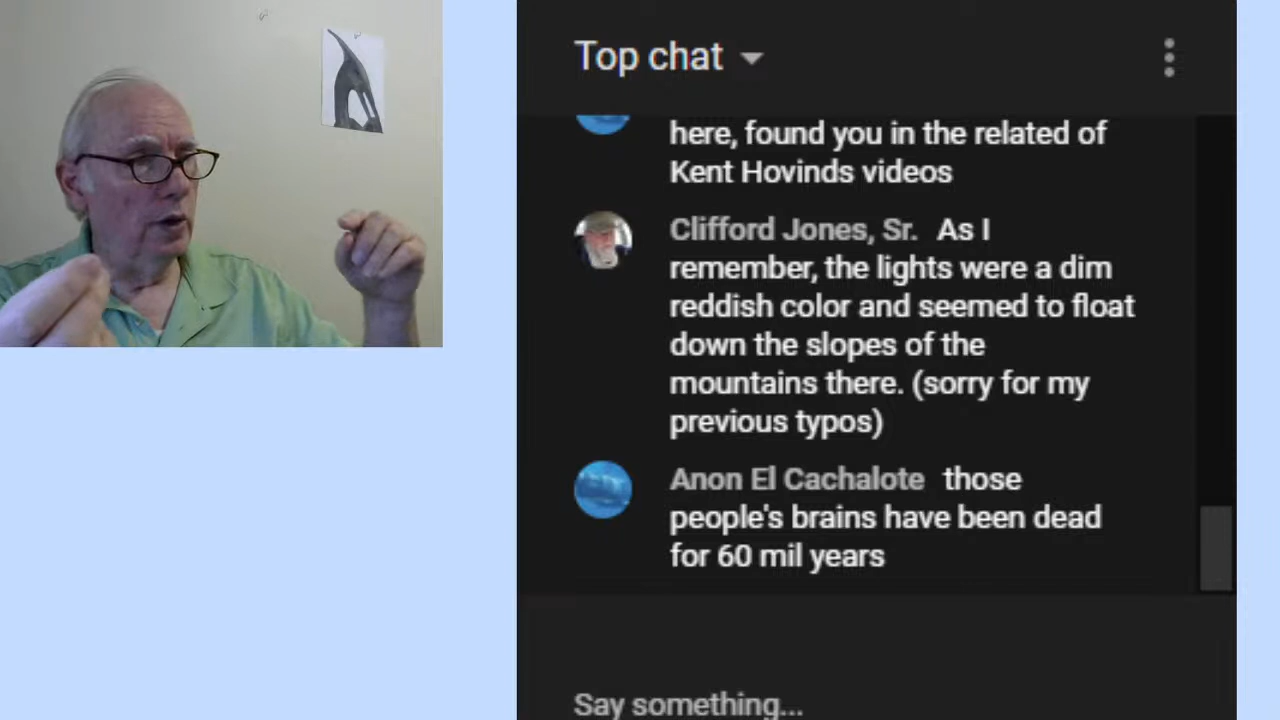 Top chat
here, found you in the related of
Kent Hovinds videos
Clifford Jones, Sr. As I
remember, the lights were a dim
reddish color and seemed to float
down the slopes of the
mountains there. (sorry for my
previous typos)
Anon El Cachalote those
people's brains have been dead
for 60 mil years
Say something...